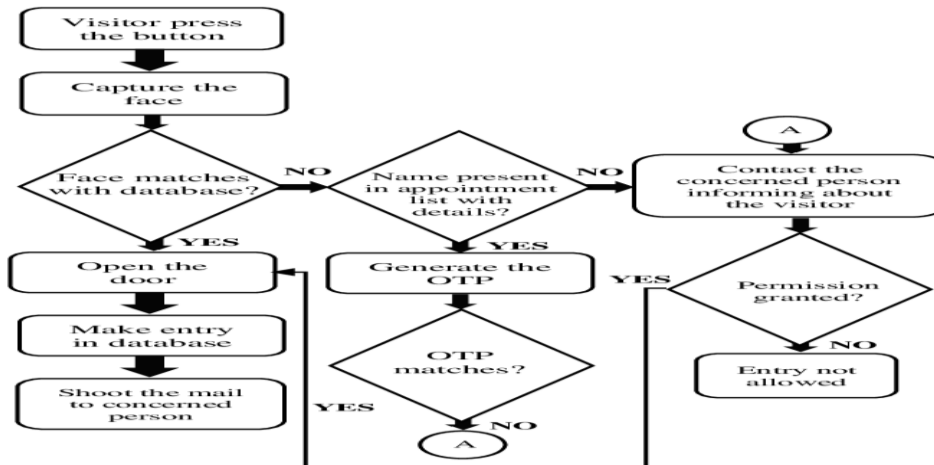 Visitor press
the button
Capture the
face
Face matches
with database?
NO
YES
Open the
door
Make entry
in database
Shoot the mail
to concerned
person
Name present
in appointment
list with
details?
NO
YES
Generate the
OTP
OTP
matches?
YES
NO
A
A
Contact the
concerned person
informing about
the visitor
Permission
granted?
YES
NO
Entry not
allowed